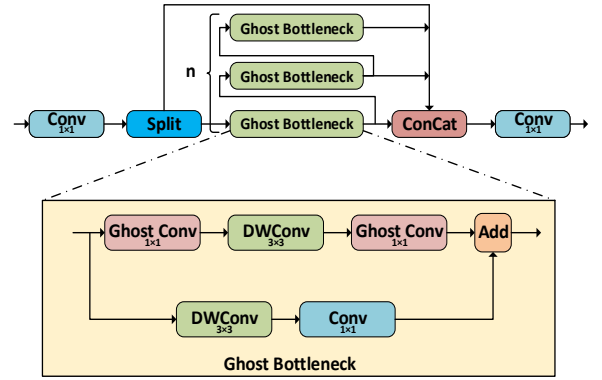 Ghost Bottleneck
n
Ghost Bottleneck
Conv
1×1
Split
Ghost Bottleneck
ConCat
Conv
1×1
Ghost Conv
1×1
DWConv
3×3
Ghost Conv
1×1
Add
DWConv
3×3
Conv
1×1
Ghost Bottleneck